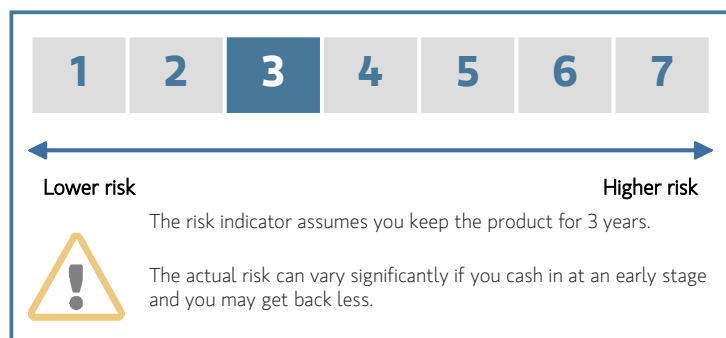 1 2 3 4 5 6 7
Lower risk Higher risk
The risk indicator assumes you keep the product for 3 years.
The actual risk can vary significantly if you cash in at an early stage
and you may get back less.